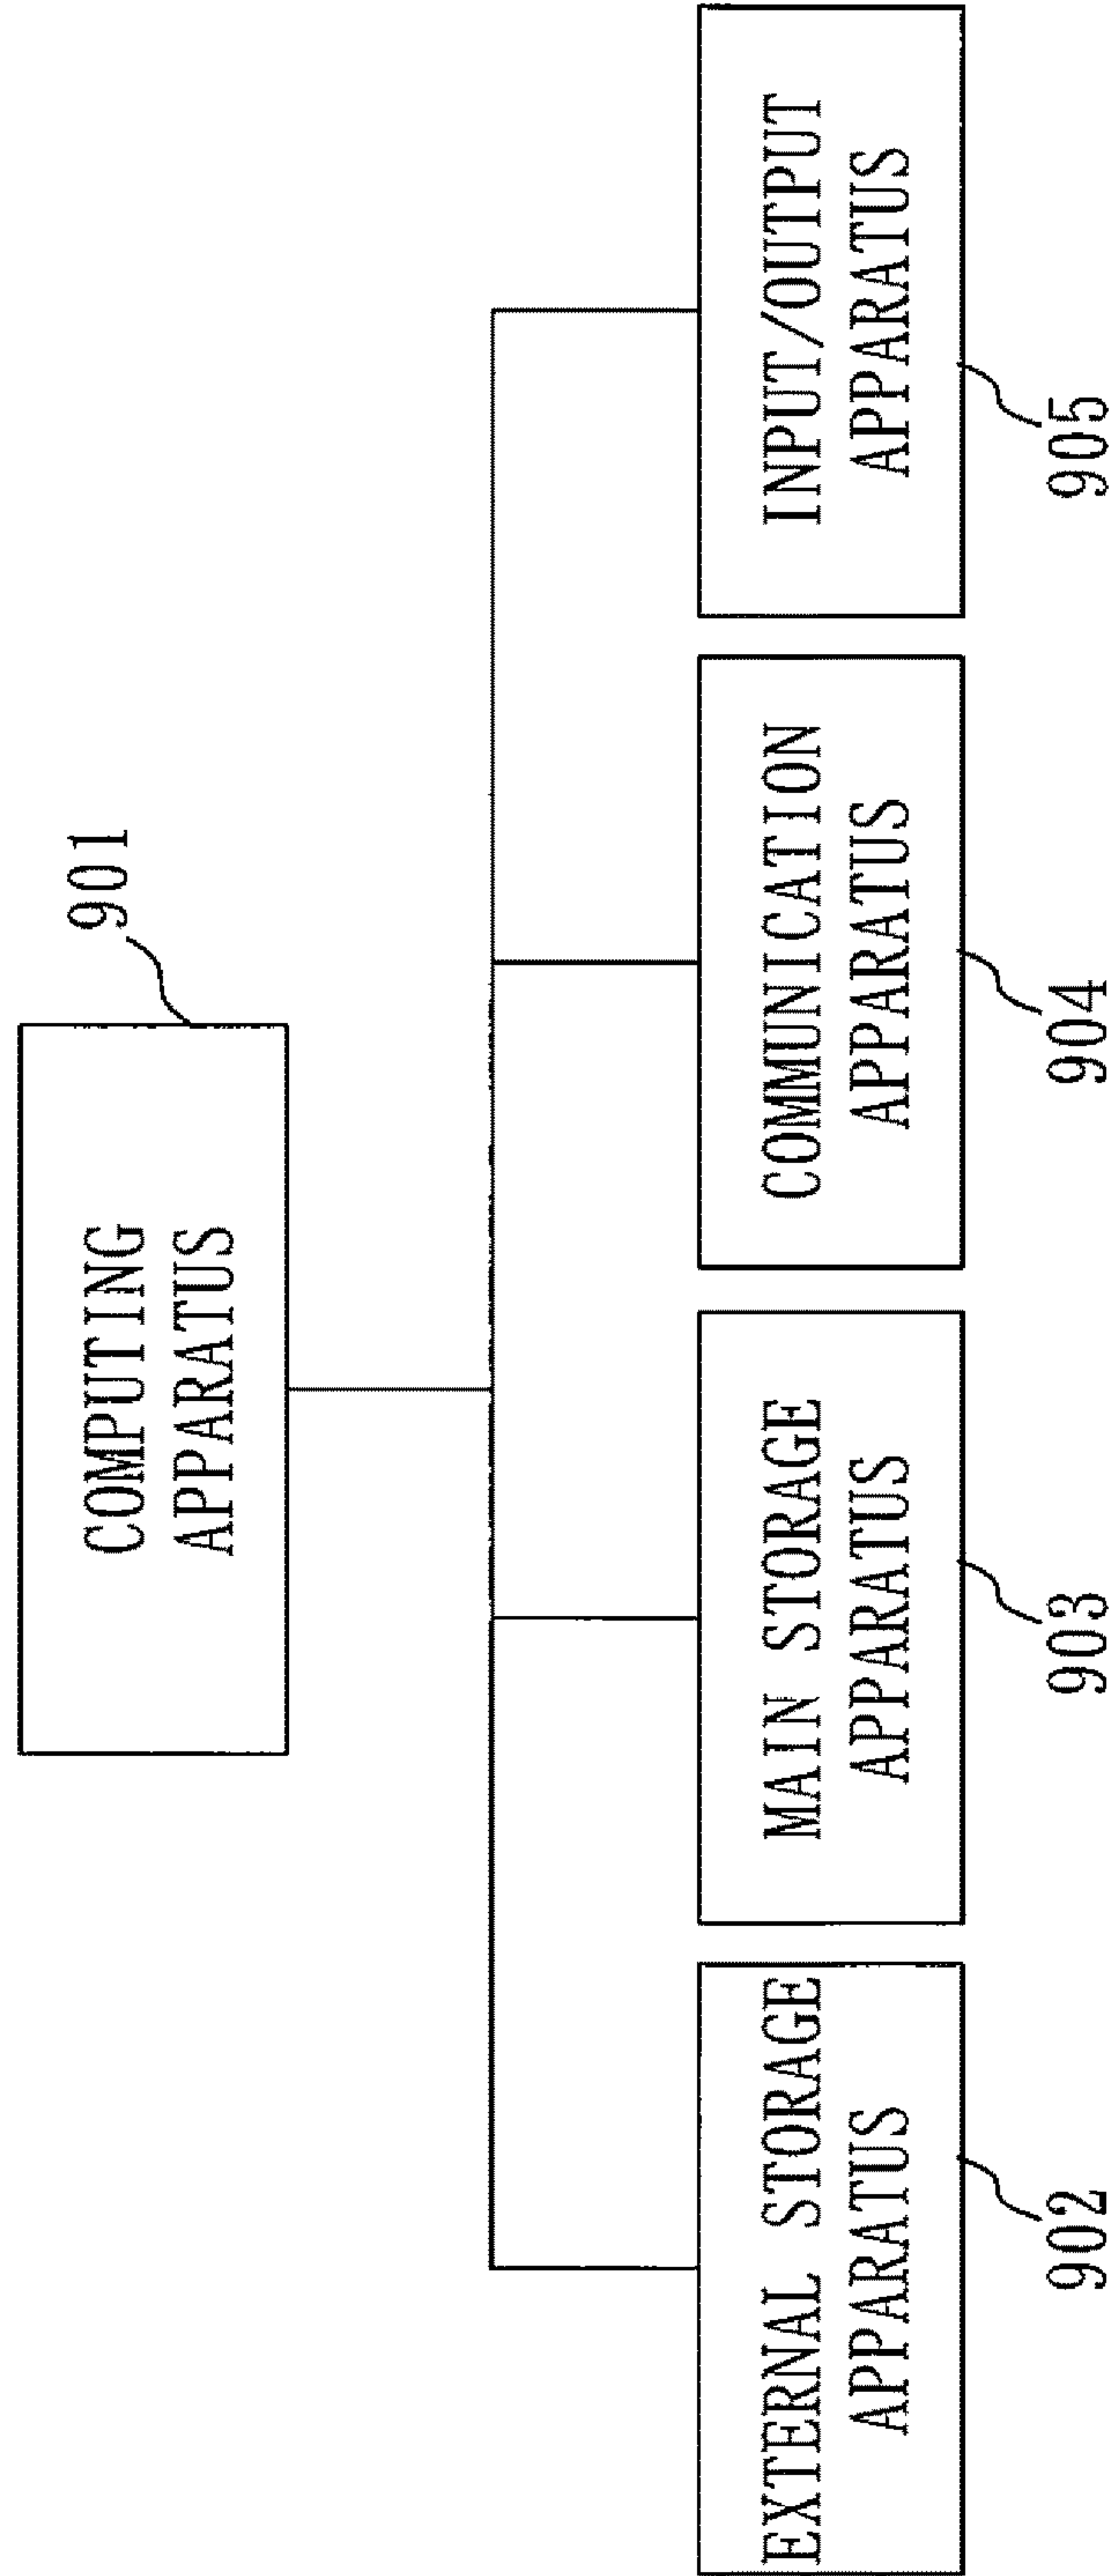 901
COMPUTING
APPARATUS
EXTERNAL STORAGE
APPARATUS
902
MAIN STORAGE
APPARATUS
903
COMMUNICATION
APPARATUS
904
INPUT/OUTPUT
APPARATUS
905